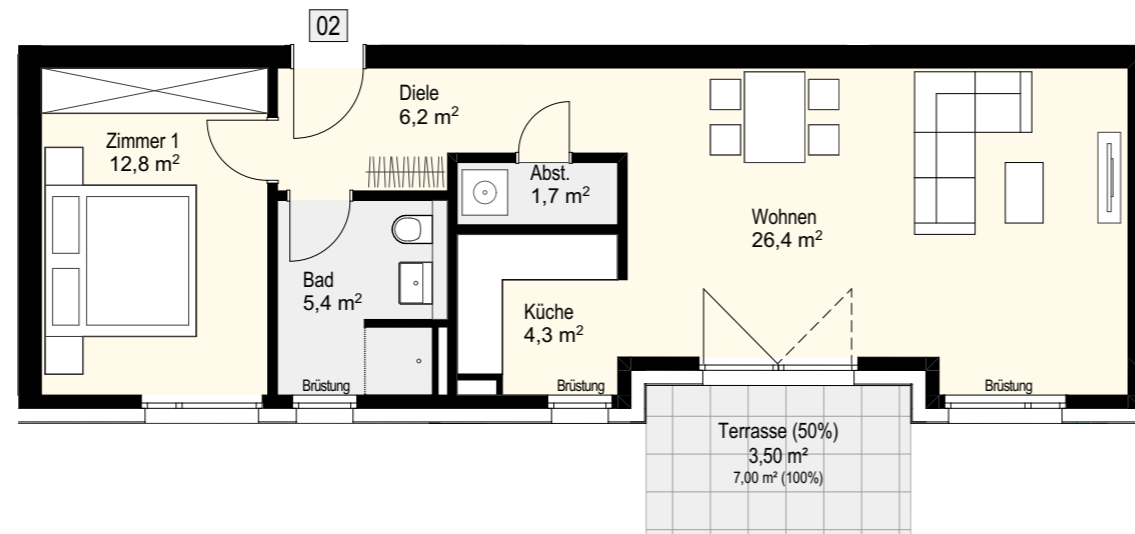 02
Diele
6,2 m²
Zimmer 1
12,8 m²
Abst.
1,7 m²
Wohnen
26,4 m²
Bad
5,4 m²
Küche
4,3 m²
Brüstung
Brüstung
Brüstung
Terrasse (50%)
3,50 m²
7,00 m² (100%)